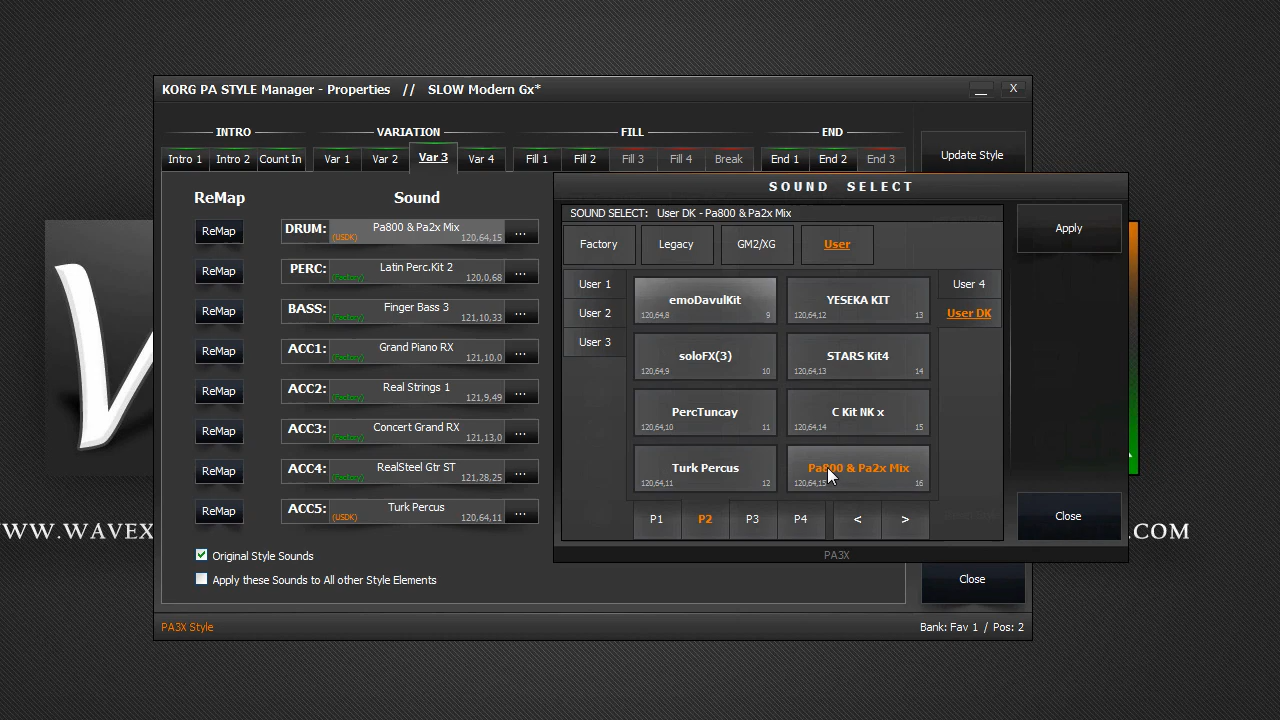 KORG PA STYLE Manager - Properties // SLOW Modern Gx*
INTRO VARIATION FILL END
Intro 1 Intro 2 Count In Var 1 Var 2 Var 3 Var 4 Fill 1 Fill 2 Fill 3 Fill 4 Break End 1 End 2 End 3
Update Style
ReMap Sound
ReMap DRUM: Pa800 & Pa2x Mix (USDK) 120,64,15 ...
ReMap PERC: Latin Perc.Kit 2 (Factory) 120,0,68 ...
ReMap BASS: Finger Bass 3 (Factory) 121,10,33 ...
ReMap ACC1: Grand Piano RX (Factory) 121,10,0 ...
ReMap ACC2: Real Strings 1 (Factory) 121,9,49 ...
ReMap ACC3: Concert Grand RX (Factory) 121,13,0 ...
ReMap ACC4: RealSteel Gtr ST (Factory) 121,28,25 ...
ReMap ACC5: Turk Percus (USDK) 120,64,11 ...
Original Style Sounds
Apply these Sounds to All other Style Elements
PA3X Style
SOUND SELECT
SOUND SELECT: User DK - Pa800 & Pa2x Mix
Factory Legacy GM2/XG User
User 1
User 2
User 3
emoDavulKit 120,64,8 9
YESEKA KIT 120,64,12 13
soloFX(3) 120,64,9 10
STARS Kit4 120,64,13 14
PercTuncay 120,64,10 11
C Kit NK x 120,64,14 15
Turk Percus 120,64,11 12
Pa800 & Pa2x Mix 120,64,15 16
User 4
User DK
P1 P2 P3 P4 < >
Apply
Close
PA3X
Close
Bank: Fav 1 / Pos: 2
WWW.WAVEX
.COM